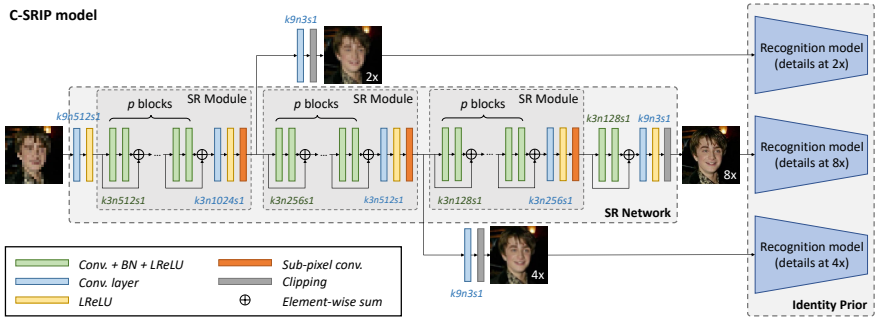 C-SRIP model
k9n3s1
2x
Recognition model
(details at 2x)
SR Module
p blocks
SR Module
p blocks
SR Module
p blocks
k9n512s1
k3n128s1
k9n3s1
...
...
...
8x
Recognition model
(details at 8x)
k3n512s1
k3n1024s1
k3n256s1
k3n512s1
k3n128s1
k3n256s1
SR Network
Conv. + BN + LReLU
Sub-pixel conv.
Conv. layer
Clipping
LReLU
Element-wise sum
k9n3s1
4x
Recognition model
(details at 4x)
Identity Prior